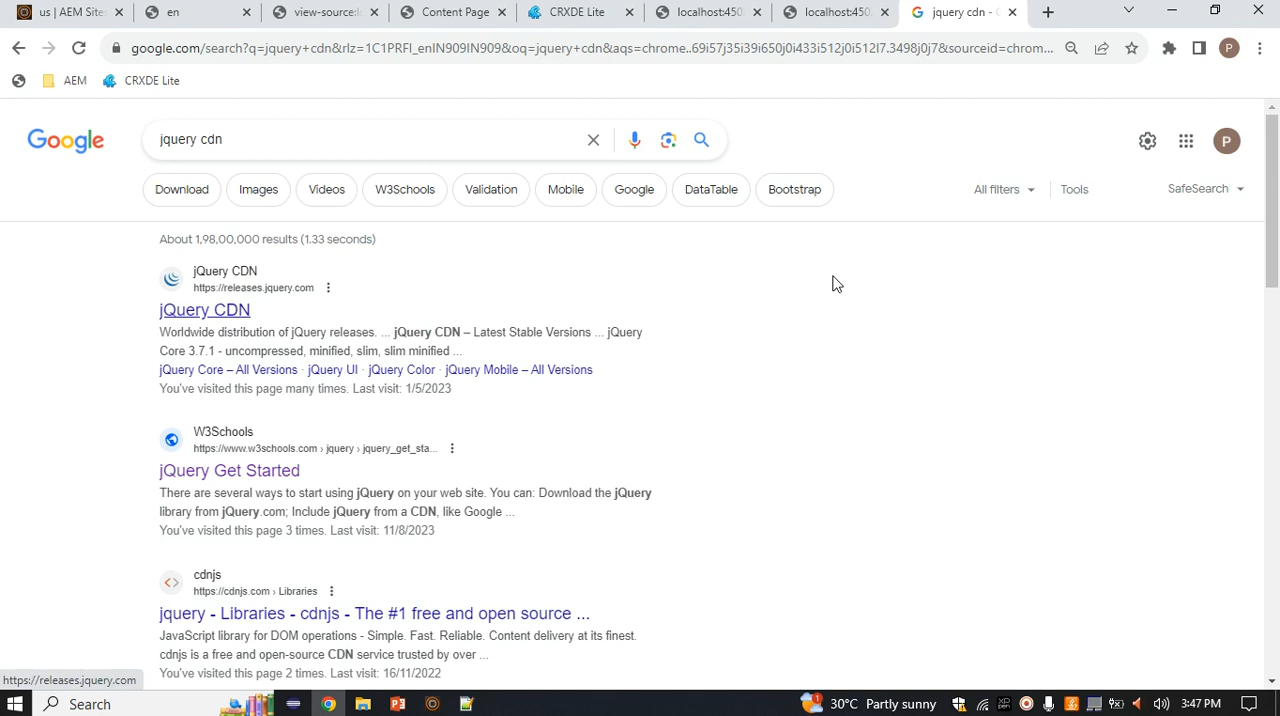 us | AEM Sites
en
view-source:l
Content Page
CRXDE Lite
localhost:450
localhost:450
jquery cdn - G
google.com/search?q=jquery+cdn&rlz=1C1PRFI_enIN909IN909&oq=jquery+cdn&aqs=chrome..69i57j35i39i650j0i433i512j0i512l7.3498j0j7&sourceid=chrom...
P
AEM
CRXDE Lite
Google
jquery cdn
P
Download
Images
Videos
W3Schools
Validation
Mobile
Google
DataTable
Bootstrap
All filters
Tools
SafeSearch
About 1,98,00,000 results (1.33 seconds)
jQuery CDN
https://releases.jquery.com
jQuery CDN
Worldwide distribution of jQuery releases. ... jQuery CDN – Latest Stable Versions ... jQuery
Core 3.7.1 - uncompressed, minified, slim, slim minified ...
jQuery Core – All Versions · jQuery UI · jQuery Color · jQuery Mobile – All Versions
You've visited this page many times. Last visit: 1/5/2023
W3Schools
https://www.w3schools.com › jquery › jquery_get_sta...
jQuery Get Started
There are several ways to start using jQuery on your web site. You can: Download the jQuery
library from jQuery.com; Include jQuery from a CDN, like Google ...
You've visited this page 3 times. Last visit: 11/8/2023
cdnjs
https://cdnjs.com › Libraries
jquery - Libraries - cdnjs - The #1 free and open source ...
JavaScript library for DOM operations - Simple. Fast. Reliable. Content delivery at its finest.
cdnjs is a free and open-source CDN service trusted by over ...
You've visited this page 2 times. Last visit: 16/11/2022
https://releases.jquery.com
Search
1
30°C Partly sunny
3:47 PM